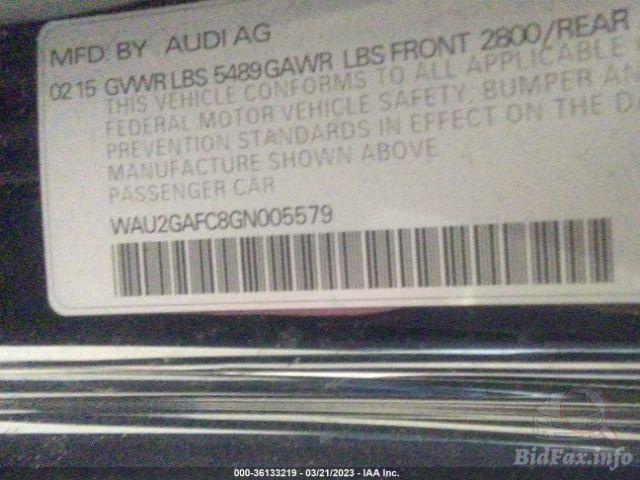 MFD. BY AUDI AG
02 15 GVWR LBS 5489 GAWR LBS FRONT 2800/REAR
THIS VEHICLE CONFORMS TO ALL APPLICABLE
FEDERAL MOTOR VEHICLE SAFETY, BUMPER AN
PREVENTION STANDARDS IN EFFECT ON THE DA
MANUFACTURE SHOWN ABOVE
PASSENGER CAR
WAU2GAFC8GN005579
BidFax.info
000-36133219 - 03/21/2023 - IAA Inc.